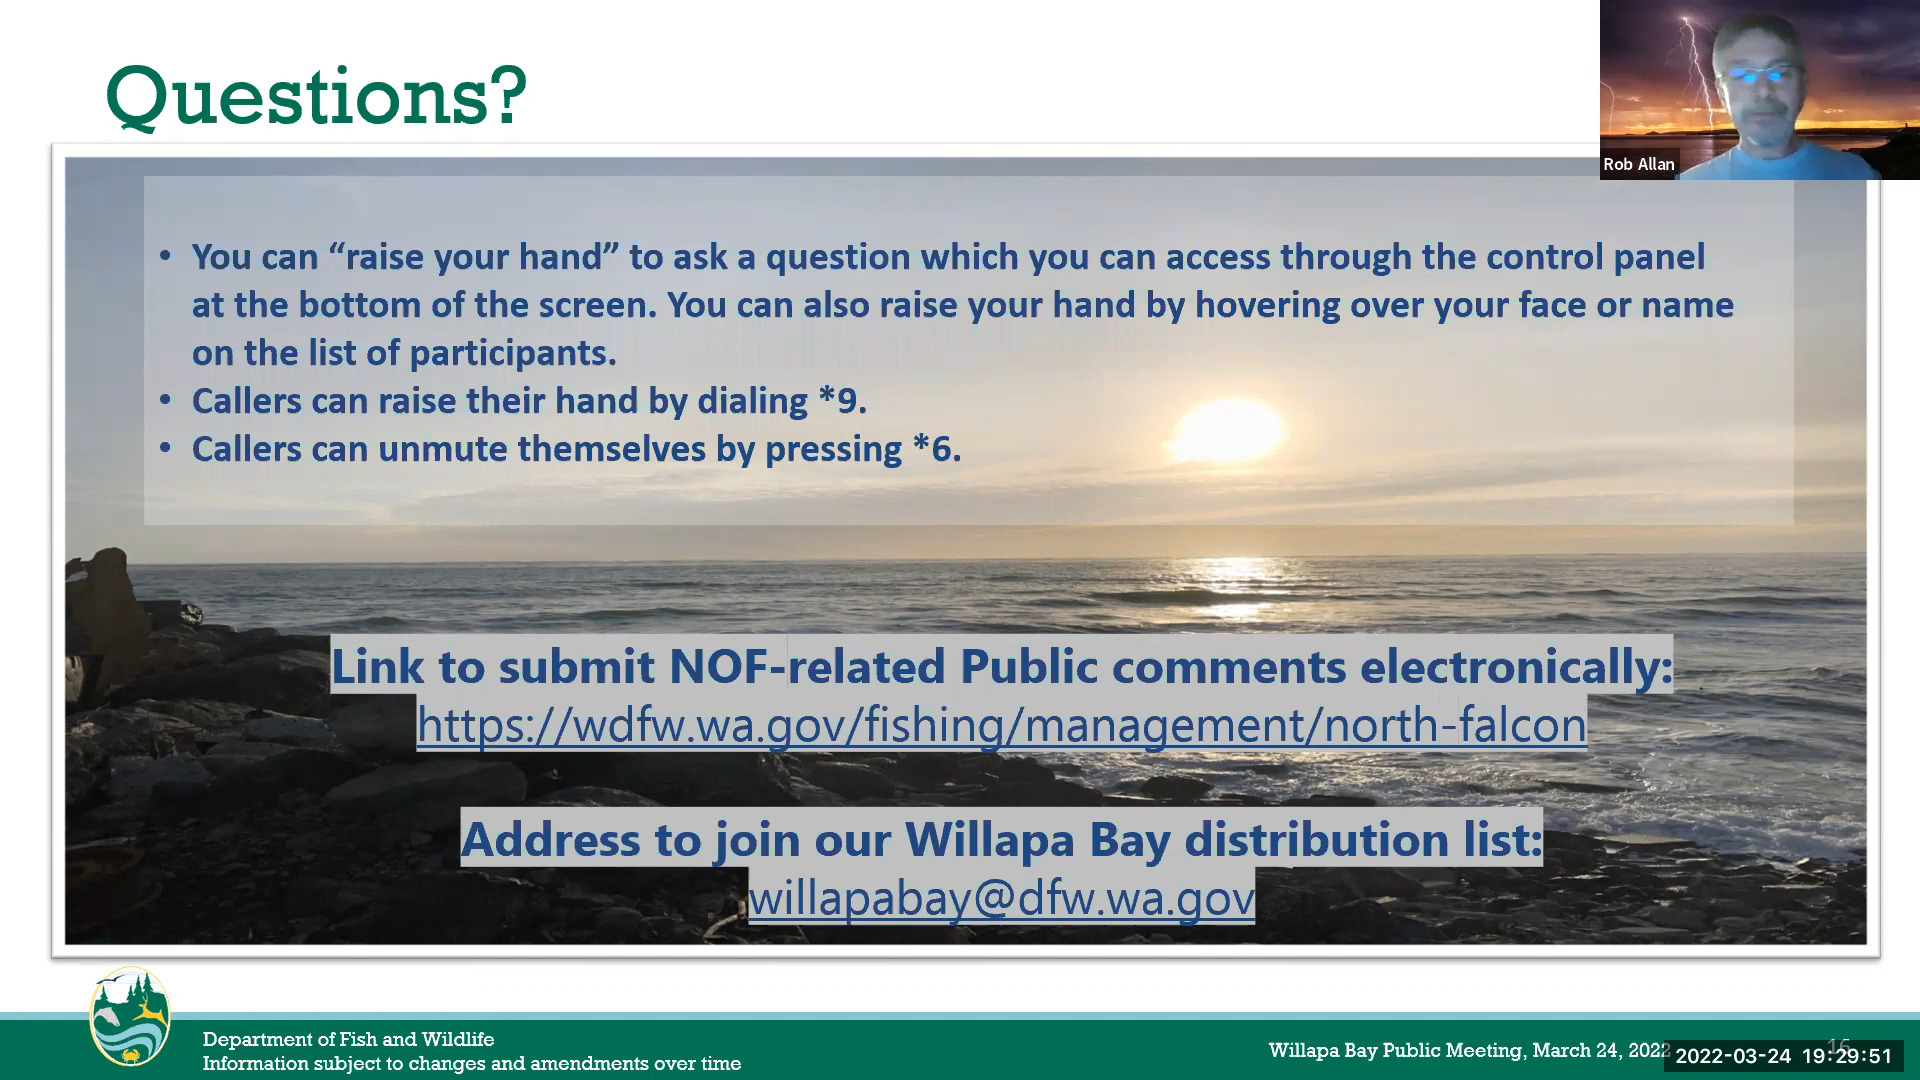 Questions?
Rob Allan
• You can “raise your hand” to ask a question which you can access through the control panel
at the bottom of the screen. You can also raise your hand by hovering over your face or name
on the list of participants.
• Callers can raise their hand by dialing *9.
• Callers can unmute themselves by pressing *6.
Link to submit NOF-related Public comments electronically:
https://wdfw.wa.gov/fishing/management/north-falcon
Address to join our Willapa Bay distribution list:
willapabay@dfw.wa.gov
Department of Fish and Wildlife
Information subject to changes and amendments over time
Willapa Bay Public Meeting, March 24, 2022
16
2022-03-24 19:29:51